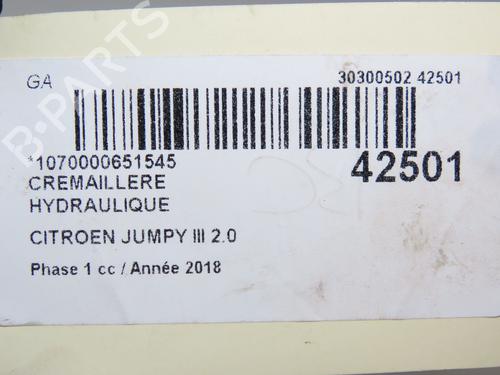 GA
30300502 42501
*1070000651545
42501
CREMAILLERE
HYDRAULIQUE
CITROEN JUMPY III 2.0
Phase 1 cc / Année 2018
B-PARTS